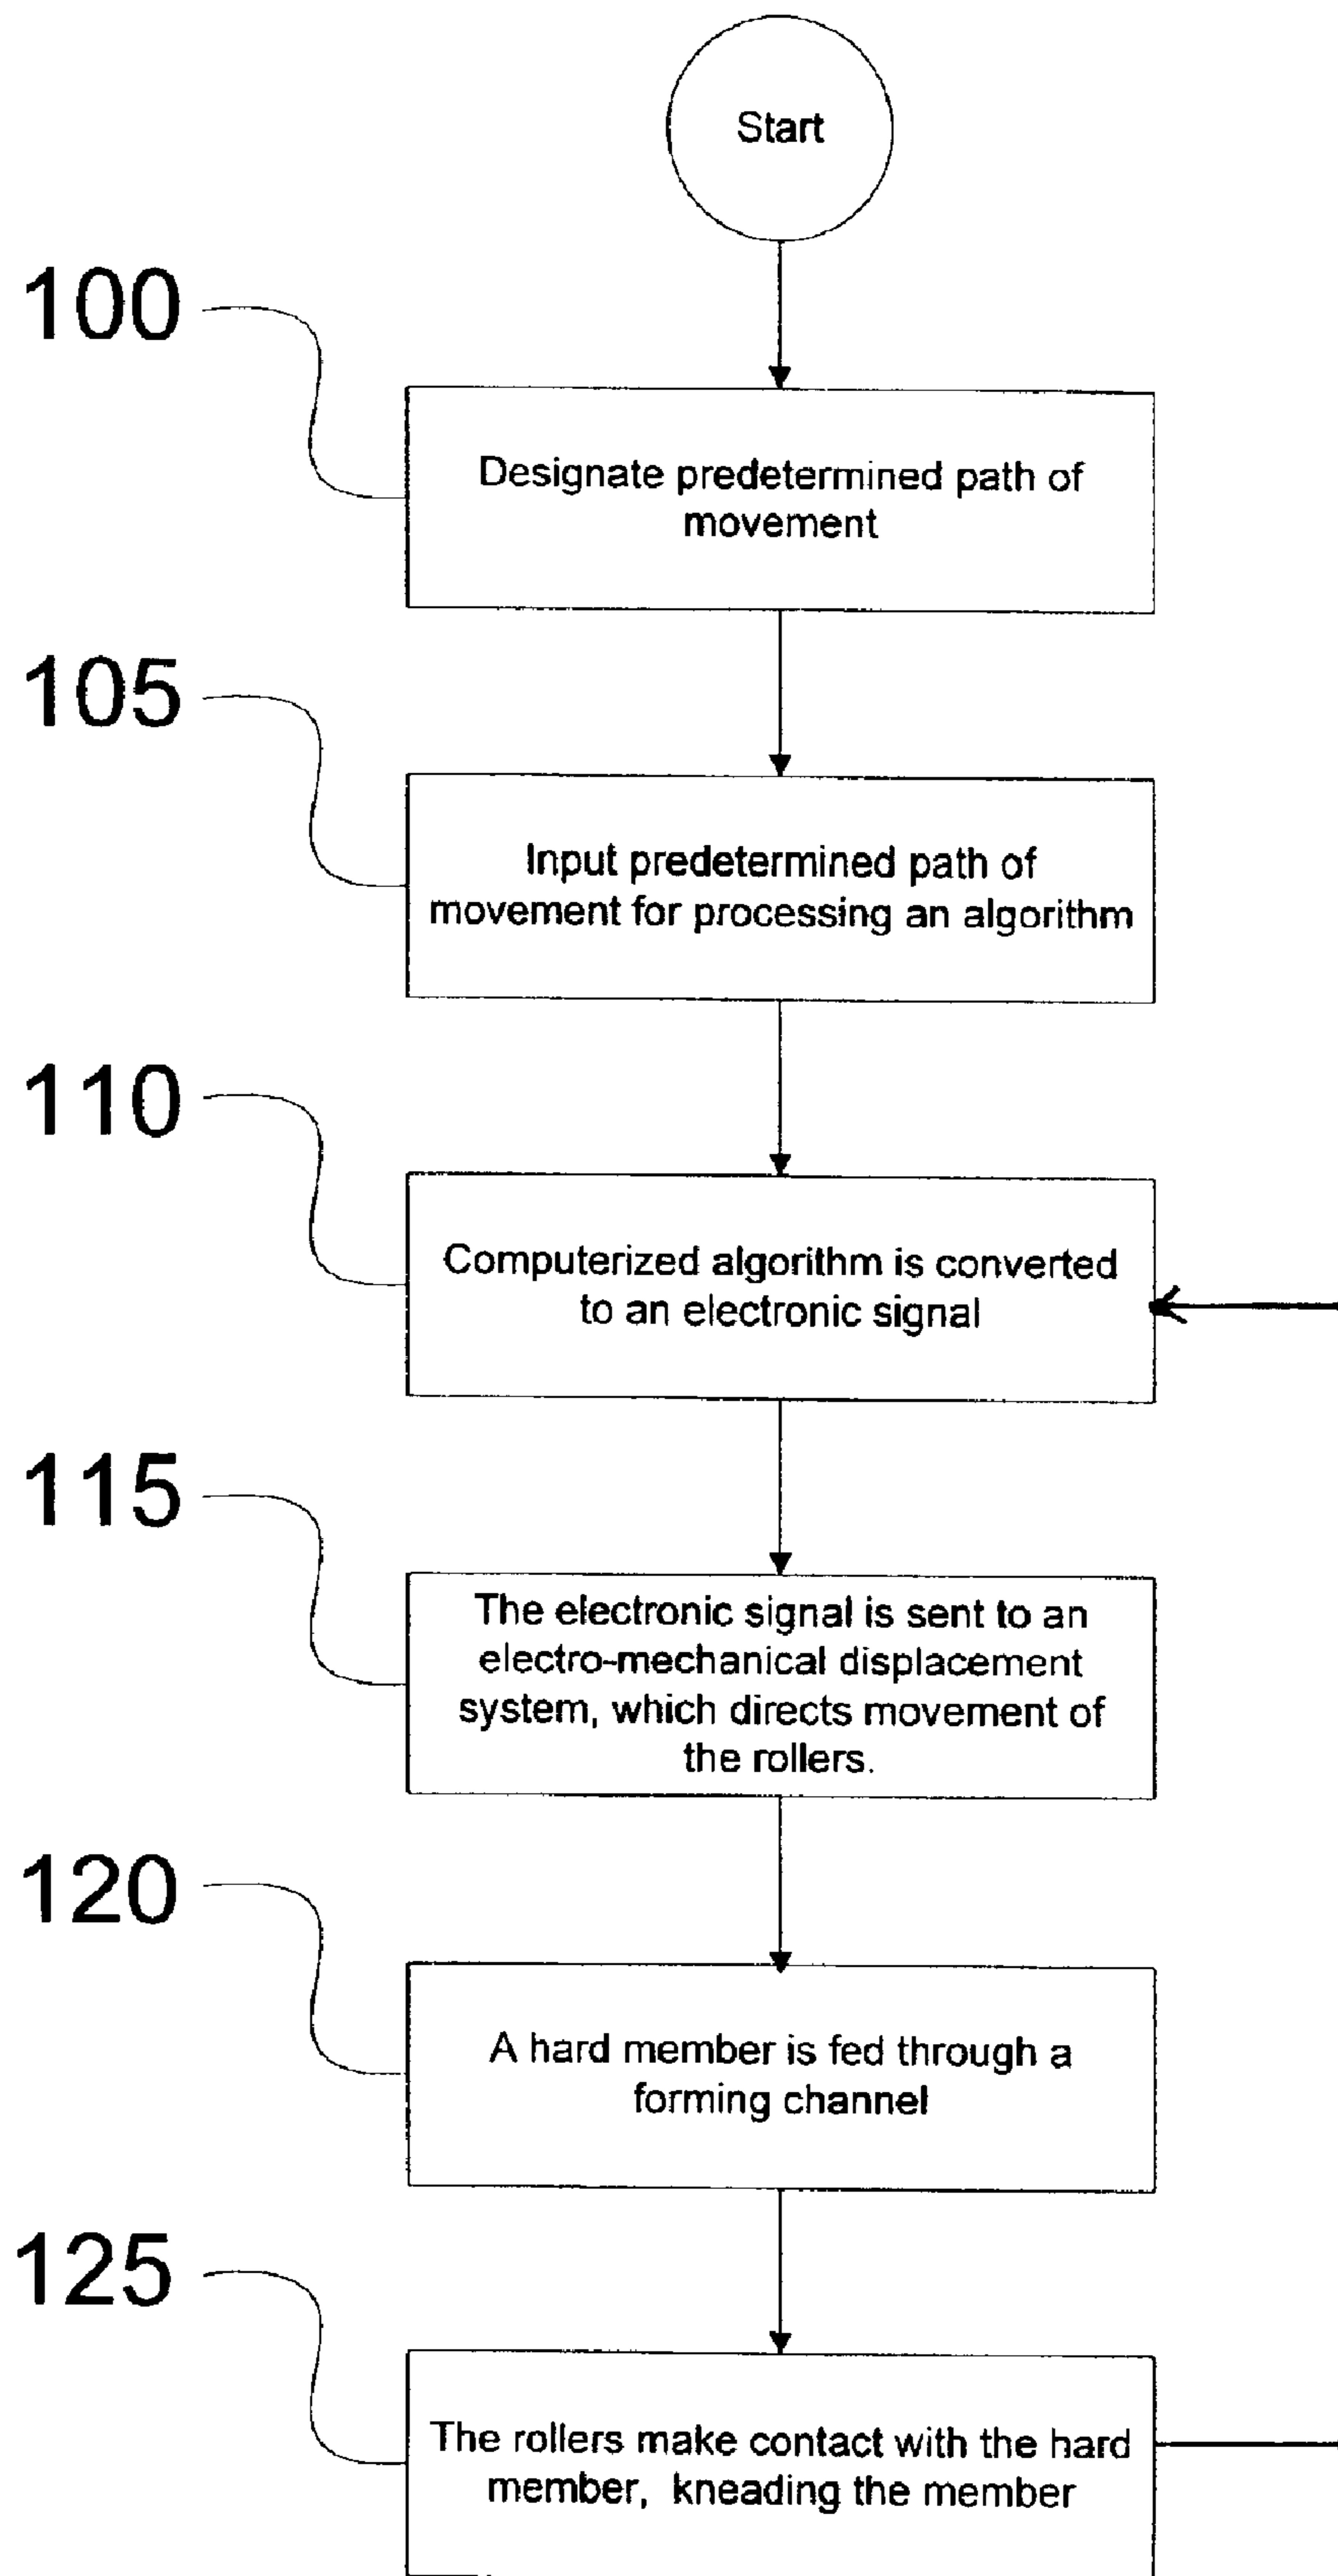 Start
100
Designate predetermined path of
movement
105
Input predetermined path of
movement for processing an algorithm
110
Computerized algorithm is converted
to an electronic signal
115
The electronic signal is sent to an
electro-mechanical displacement
system, which directs movement of
the rollers.
120
A hard member is fed through a
forming channel
125
The rollers make contact with the hard
member, kneading the member